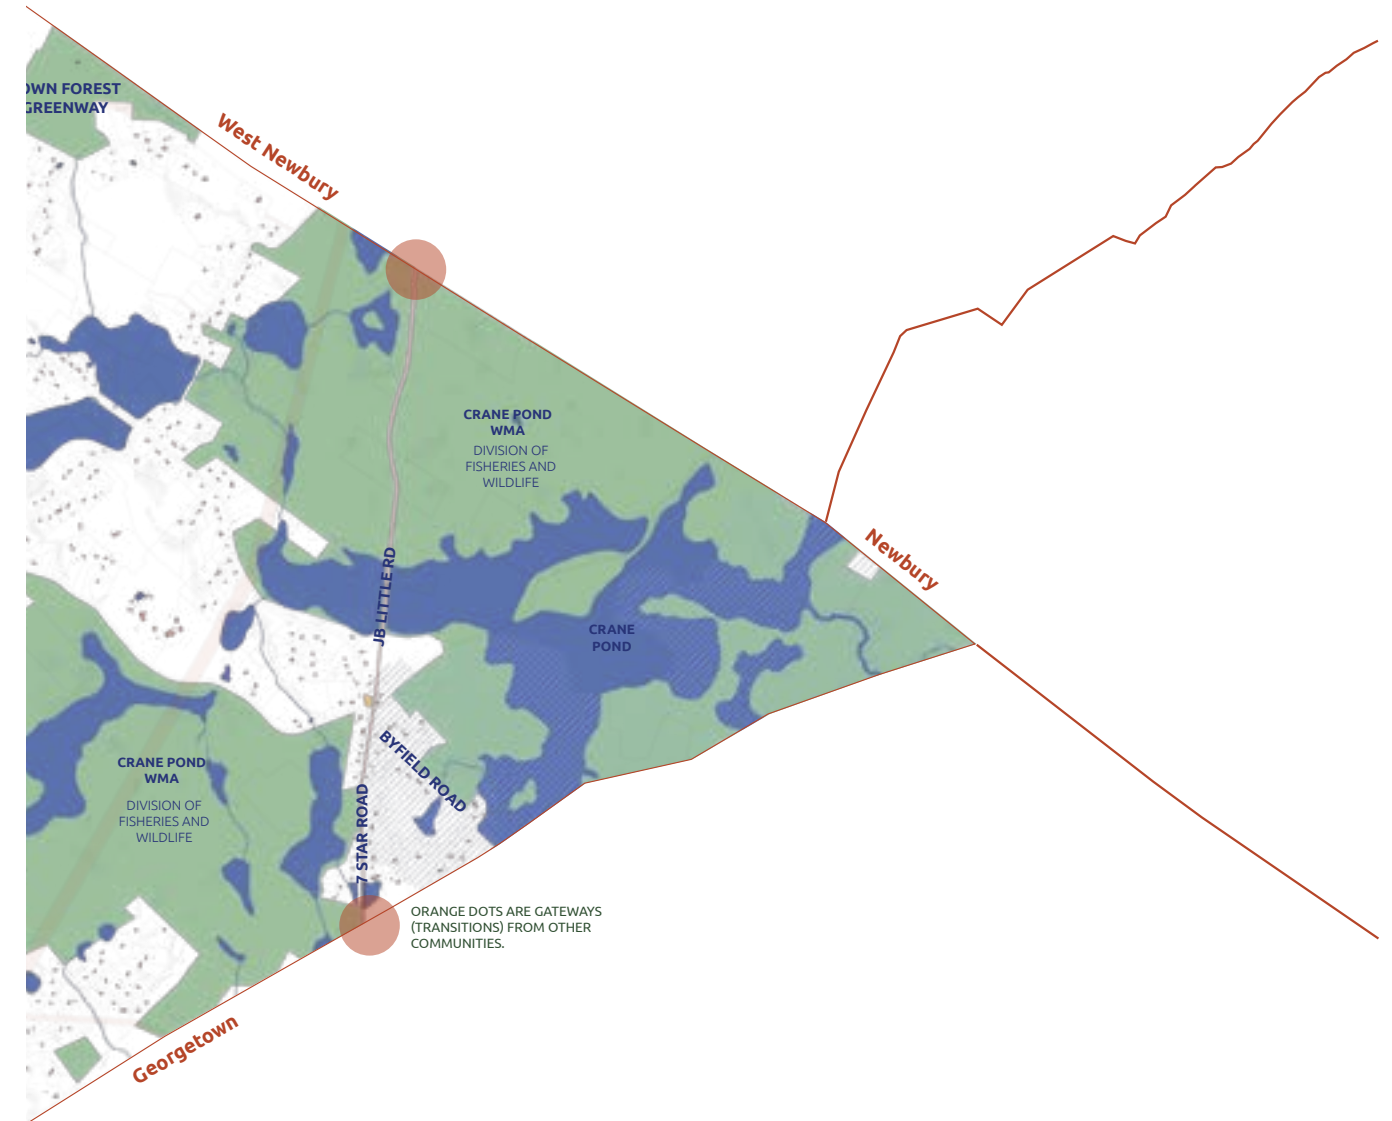 OWN FOREST
GREENWAY
West Newbury
CRANE POND
WMA
DIVISION OF
FISHERIES AND
WILDLIFE
Newbury
JB LITTLE RD
CRANE
POND
BYFIELD ROAD
CRANE POND
WMA
DIVISION OF
FISHERIES AND
WILDLIFE
7 STAR ROAD
ORANGE DOTS ARE GATEWAYS
(TRANSITIONS) FROM OTHER
COMMUNITIES.
Georgetown